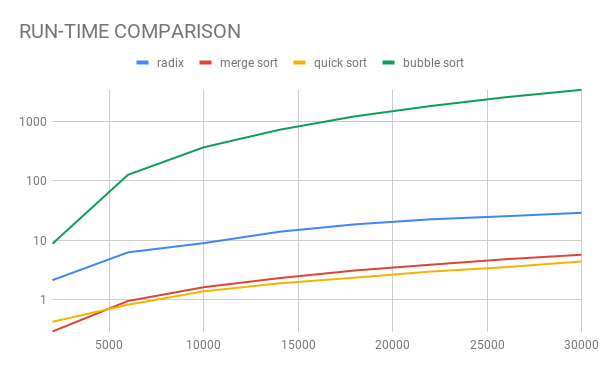 RUN-TIME COMPARISON
radix merge sort quick sort bubble sort
1000
100
10
1
5000 10000 15000 20000 25000 30000